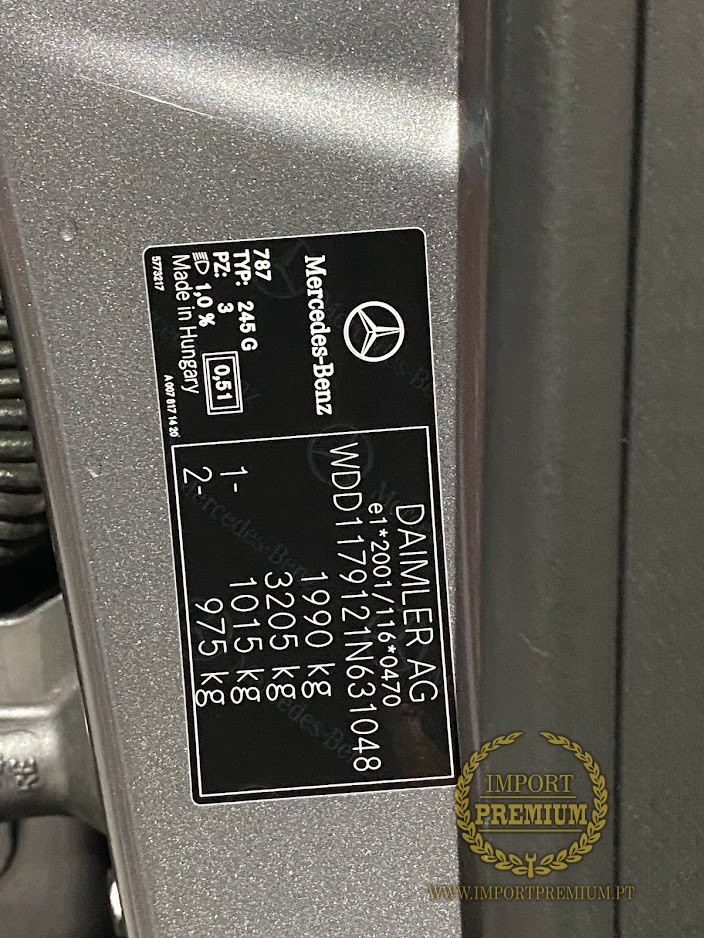 Mercedes-Benz
787
TYP: 245 G
PZ: 3
1,0 %
0,51
Made in Hungary
5773217
A 007 817 14 20
DAIMLER AG
e1*2001/116*0470
WDD1179121N631048
1990 kg
3205 kg
1- 1015 kg
2- 975 kg
IMPORT
PREMIUM
WWW.IMPORTPREMIUM.PT